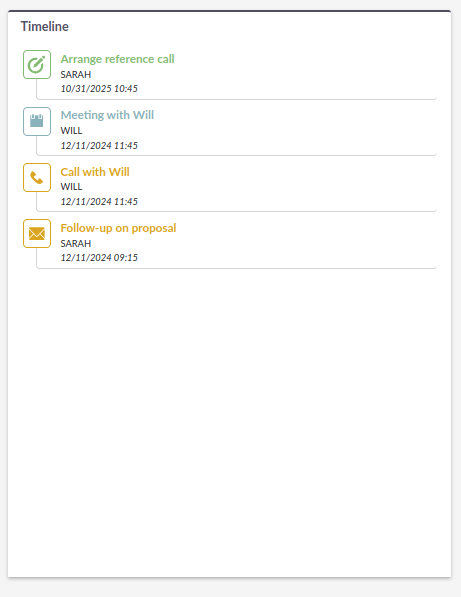 Timeline
Arrange reference call
SARAH
10/31/2025 10:45
Meeting with Will
WILL
12/11/2024 11:45
Call with Will
WILL
12/11/2024 11:45
Follow-up on proposal
SARAH
12/11/2024 09:15